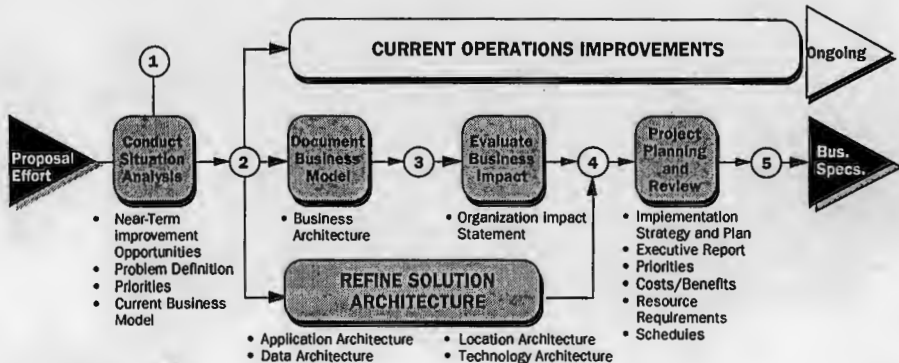 CURRENT OPERATIONS IMPROVEMENTS
Ongoing
1
Proposal
Effort
Conduct
Situation
Analysis
2
Document
Business
Model
3
Evaluate
Business
Impact
4
Project
Planning
and
Review
5
Bus.
Specs.
• Near-Term
improvement
Opportunities
• Problem Definition
• Priorities
• Current Business
Model
• Business
Architecture
• Organization Impact
Statement
• Implementation
Strategy and Plan
• Executive Report
• Priorities
• Costs/Benefits
• Resource
Requirements
• Schedules
REFINE SOLUTION
ARCHITECTURE
• Application Architecture
• Data Architecture
• Location Architecture
• Technology Architecture